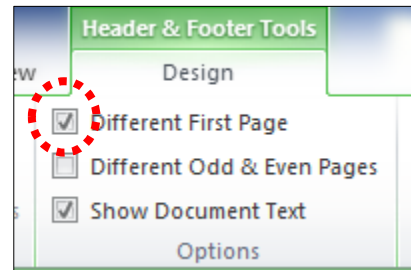 Header & Footer Tools
Design
Different First Page
Different Odd & Even Pages
Show Document Text
Options